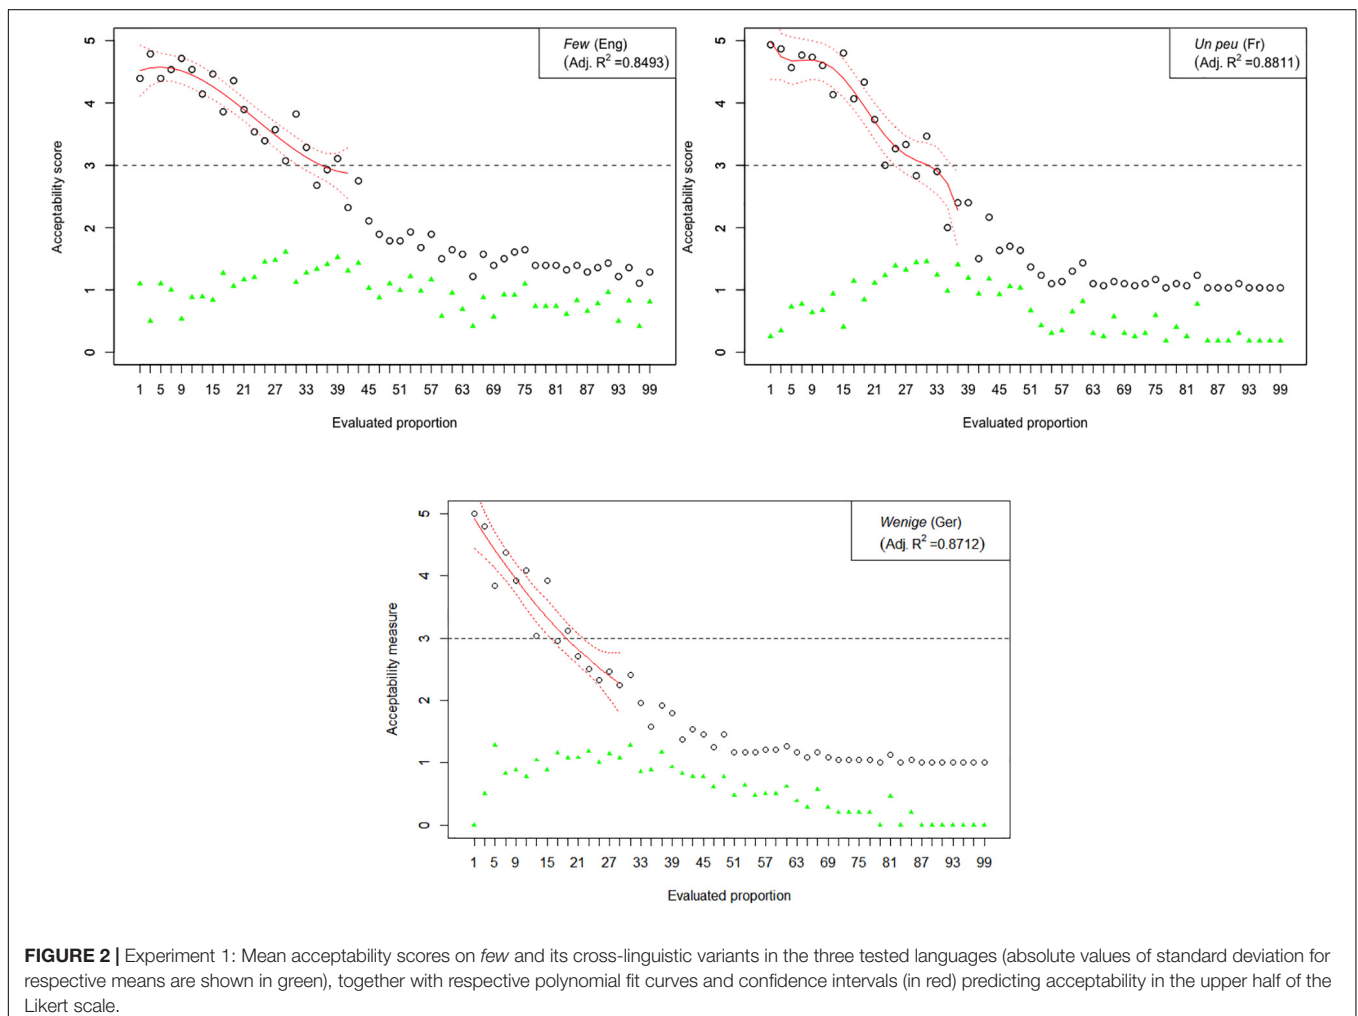 Few (Eng)
(Adj. R² =0.8493)
Acceptability score
5
4
3
2
1
0
1 5 9 15 21 27 33 39 45 51 57 63 69 75 81 87 93 99
Evaluated proportion
Un peu (Fr)
(Adj. R² =0.8811)
Acceptability score
5
4
3
2
1
0
1 5 9 15 21 27 33 39 45 51 57 63 69 75 81 87 93 99
Evaluated proportion
Wenige (Ger)
(Adj. R² =0.8712)
Acceptability measure
5
4
3
2
1
0
1 5 9 15 21 27 33 39 45 51 57 63 69 75 81 87 93 99
Evaluated proportion
FIGURE 2 | Experiment 1: Mean acceptability scores on few and its cross-linguistic variants in the three tested languages (absolute values of standard deviation for
respective means are shown in green), together with respective polynomial fit curves and confidence intervals (in red) predicting acceptability in the upper half of the
Likert scale.